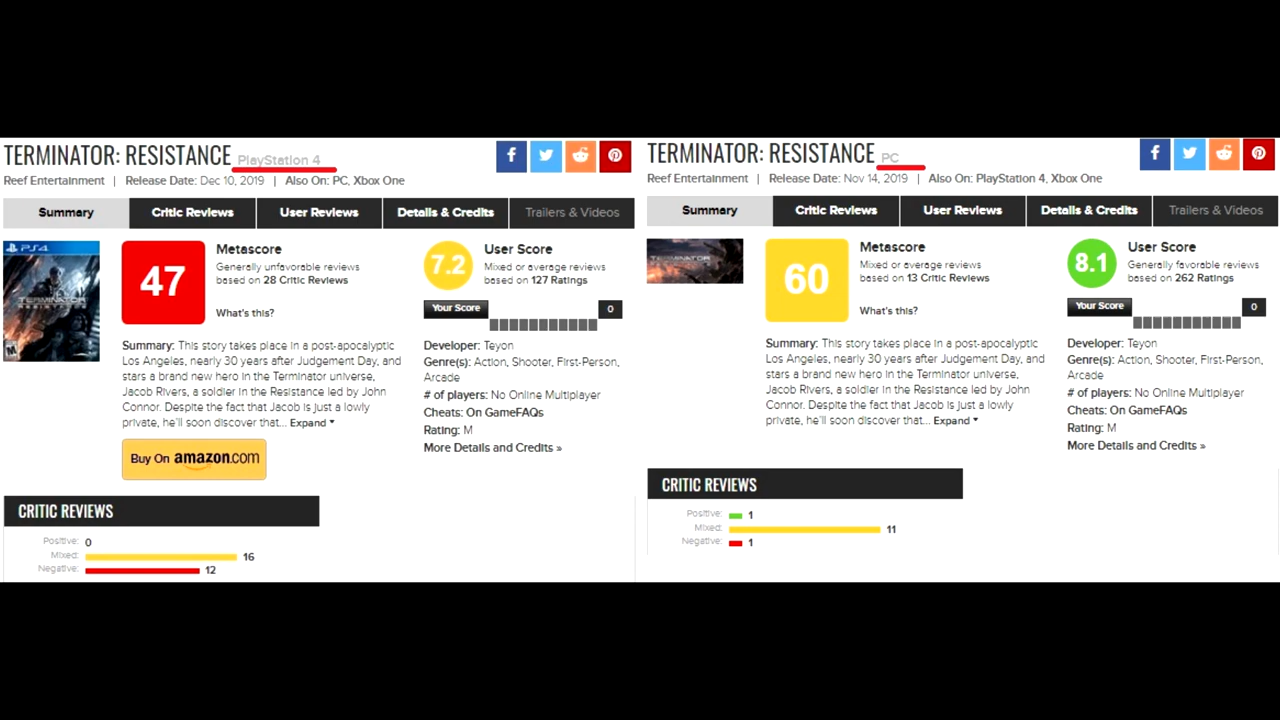 TERMINATOR: RESISTANCE PlayStation 4
Reef Entertainment | Release Date: Dec 10, 2019 | Also On: PC, Xbox One
Summary Critic Reviews User Reviews Details & Credits Trailers & Videos
PS4
TERMINATOR
RESISTANCE
M
47
Metascore
Generally unfavorable reviews
based on 28 Critic Reviews
What's this?
7.2
User Score
Mixed or average reviews
based on 127 Ratings
Your Score
0
Summary: This story takes place in a post-apocalyptic
Los Angeles, nearly 30 years after Judgement Day, and
stars a brand new hero in the Terminator universe,
Jacob Rivers, a soldier in the Resistance led by John
Connor. Despite the fact that Jacob is just a lowly
private, he'll soon discover that... Expand
Buy On amazon.com
Developer: Teyon
Genre(s): Action, Shooter, First-Person,
Arcade
# of players: No Online Multiplayer
Cheats: On GameFAQs
Rating: M
More Details and Credits »
CRITIC REVIEWS
Positive: 0
Mixed: 16
Negative: 12
TERMINATOR: RESISTANCE PC
Reef Entertainment | Release Date: Nov 14, 2019 | Also On: PlayStation 4, Xbox One
Summary Critic Reviews User Reviews Details & Credits Trailers & Videos
TERMINATOR
60
Metascore
Mixed or average reviews
based on 13 Critic Reviews
What's this?
8.1
User Score
Generally favorable reviews
based on 262 Ratings
Your Score
0
Summary: This story takes place in a post-apocalyptic
Los Angeles, nearly 30 years after Judgement Day, and
stars a brand new hero in the Terminator universe,
Jacob Rivers, a soldier in the Resistance led by John
Connor. Despite the fact that Jacob is just a lowly
private, he'll soon discover that... Expand
Developer: Teyon
Genre(s): Action, Shooter, First-Person,
Arcade
# of players: No Online Multiplayer
Cheats: On GameFAQs
Rating: M
More Details and Credits »
CRITIC REVIEWS
Positive: 1
Mixed: 11
Negative: 1